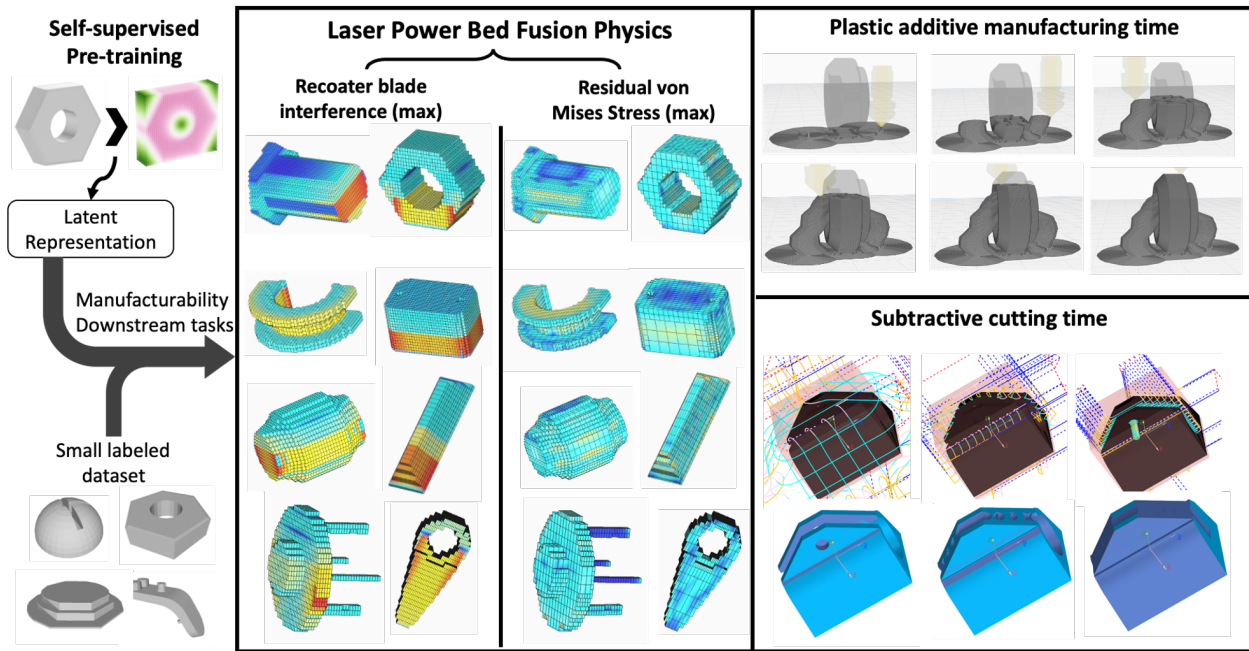 Self-supervised
Pre-training
Latent
Representation
Manufacturability
Downstream tasks
Small labeled
dataset
Laser Power Bed Fusion Physics
Recoater blade
interference (max)
Residual von
Mises Stress (max)
Plastic additive manufacturing time
Subtractive cutting time